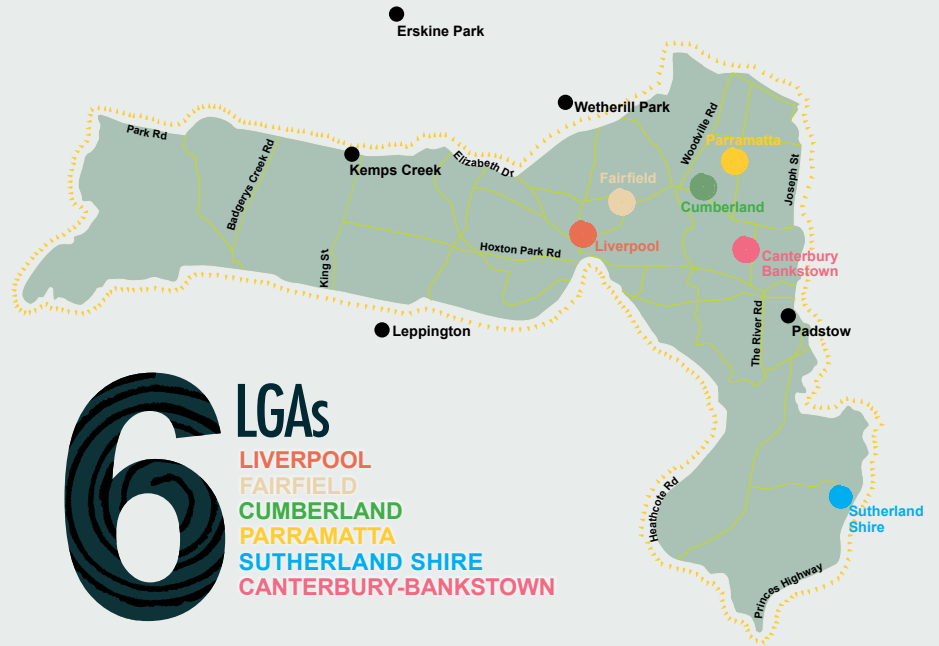 Erskine Park
Wetherill Park
Park Rd
Badgerys Creek Rd
Kemps Creek
Elizabeth Dr
Woodville Rd
Parramatta
Joseph St
Fairfield
Cumberland
King St
Hoxton Park Rd
Liverpool
Canterbury
Bankstown
Leppington
The River Rd
Padstow
6
LGAs
LIVERPOOL
FAIRFIELD
CUMBERLAND
PARRAMATTA
SUTHERLAND SHIRE
CANTERBURY-BANKSTOWN
Heathcote Rd
Sutherland
Shire
Princes Highway